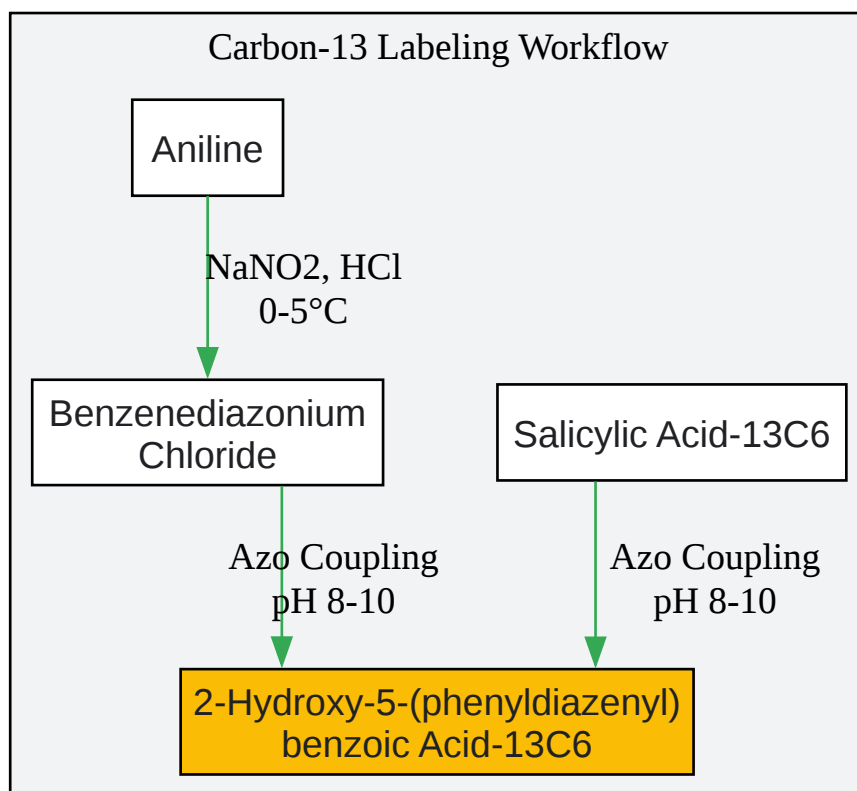 Carbon-13 Labeling Workflow
Aniline
NaNO2, HCl
0-5°C
Benzenediazonium
Chloride
Salicylic Acid-13C6
Azo Coupling
pH 8-10
Azo Coupling
pH 8-10
2-Hydroxy-5-(phenyldiazenyl)
benzoic Acid-13C6